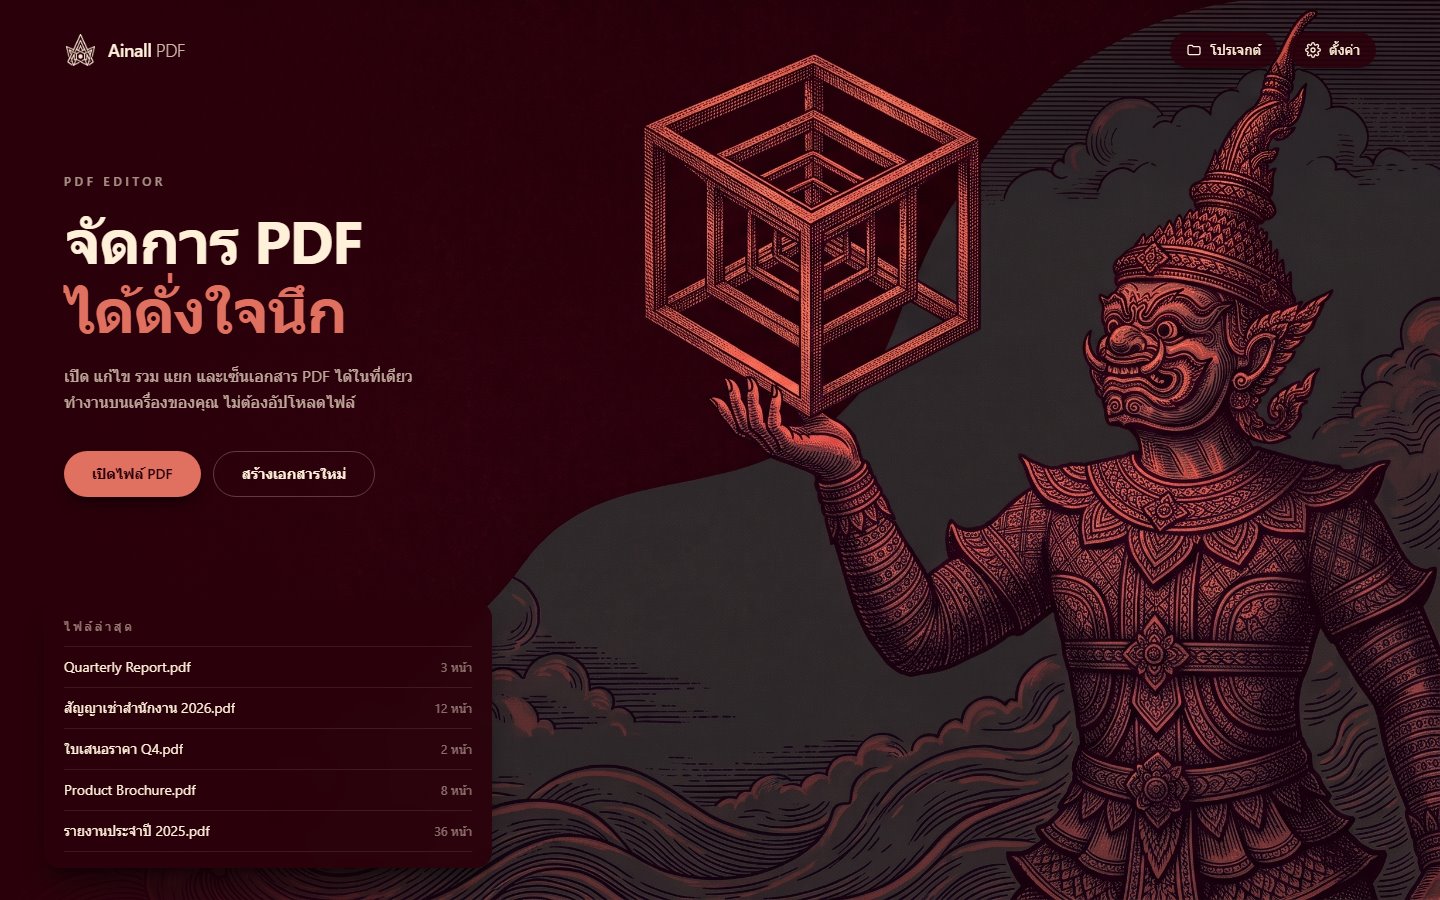 Ainall PDF
โปรเจกต์
ตั้งค่า
PDF EDITOR
จัดการ PDF
ได้ดั่งใจนึก
เปิด แก้ไข รวม แยก และเซ็นเอกสาร PDF ได้ในที่เดียว
ทำงานบนเครื่องของคุณ ไม่ต้องอัปโหลดไฟล์
เปิดไฟล์ PDF
สร้างเอกสารใหม่
ไฟล์ล่าสุด
Quarterly Report.pdf 3 หน้า
สัญญาเช่าสำนักงาน 2026.pdf 12 หน้า
ใบเสนอราคา Q4.pdf 2 หน้า
Product Brochure.pdf 8 หน้า
รายงานประจำปี 2025.pdf 36 หน้า